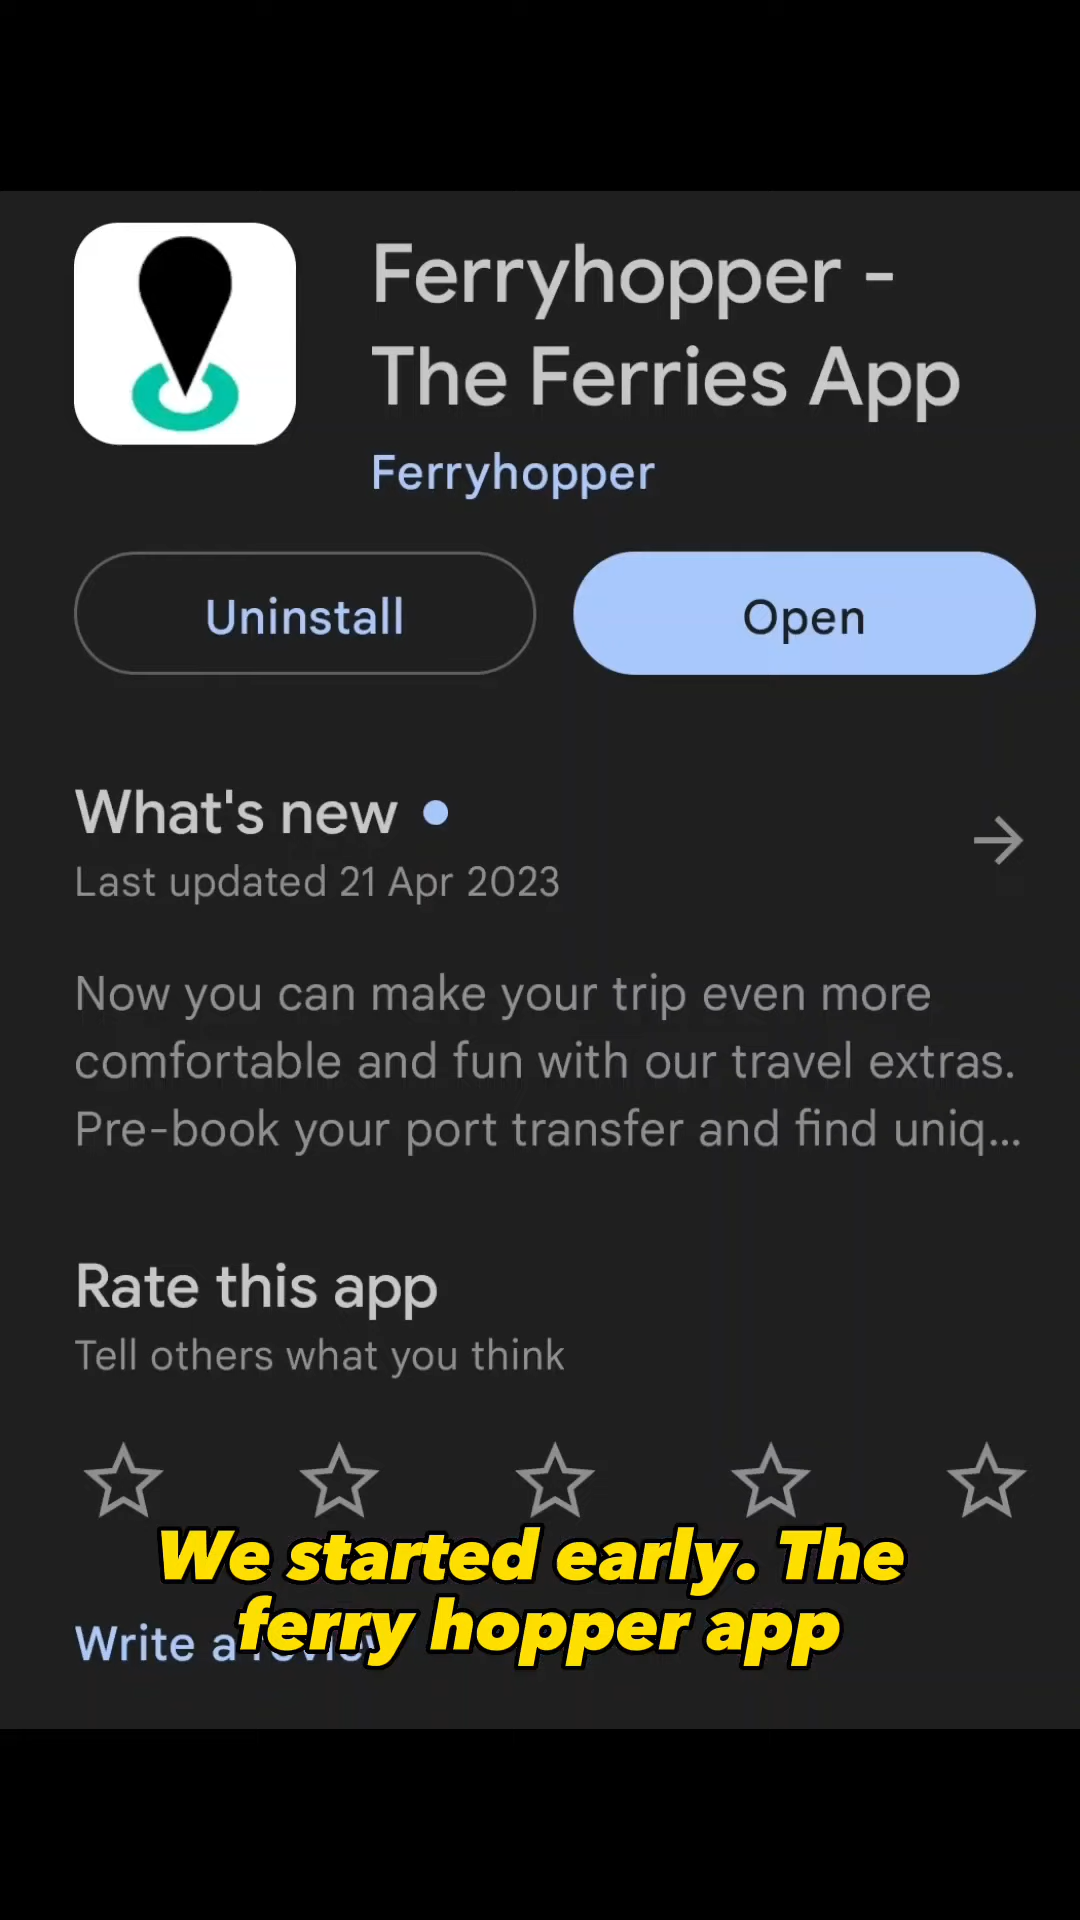 Ferryhopper -
The Ferries App
Ferryhopper
Uninstall
Open
What's new
Last updated 21 Apr 2023
Now you can make your trip even more
comfortable and fun with our travel extras.
Pre-book your port transfer and find uniq...
Rate this app
Tell others what you think
We started early. The
ferry hopper app
Write a